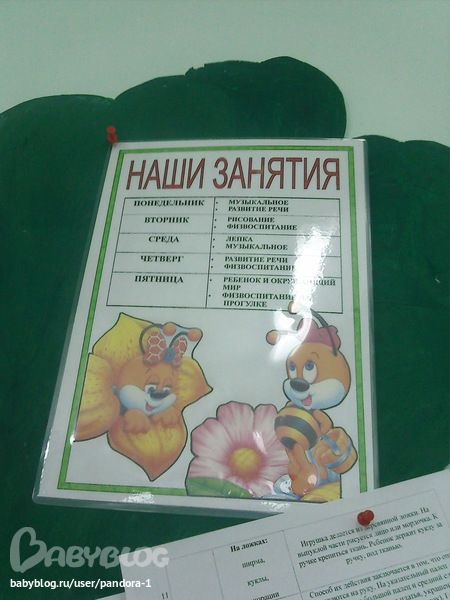 НАШИ ЗАНЯТИЯ
ПОНЕДЕЛЬНИК
• МУЗЫКАЛЬНОЕ
• РАЗВИТИЕ РЕЧИ
ВТОРНИК
• РИСОВАНИЕ
• ФИЗВОСПИТАНИЕ
СРЕДА
• ЛЕПКА
• МУЗЫКАЛЬНОЕ
ЧЕТВЕРГ
• РАЗВИТИЕ РЕЧИ
• ФИЗВОСПИТАНИЕ
ПЯТНИЦА
• РЕБЕНОК И ОКРУЖАЮЩИЙ
МИР
• ФИЗВОСПИТАНИЕ
ПРОГУЛКЕ
На ложках:
ширма,
куклы,
Игрушка делается из деревянной ложки. На
выпуклой части рисуется лицо или мордочка. К
ручке крепиться ткань. Ребенок держит куклу за
ручку, под тканью.
11
Способ их действия заключается в том, что
надеваются на руку. На указательный палец
BABYBLOG
babyblog.ru/user/pandora-1